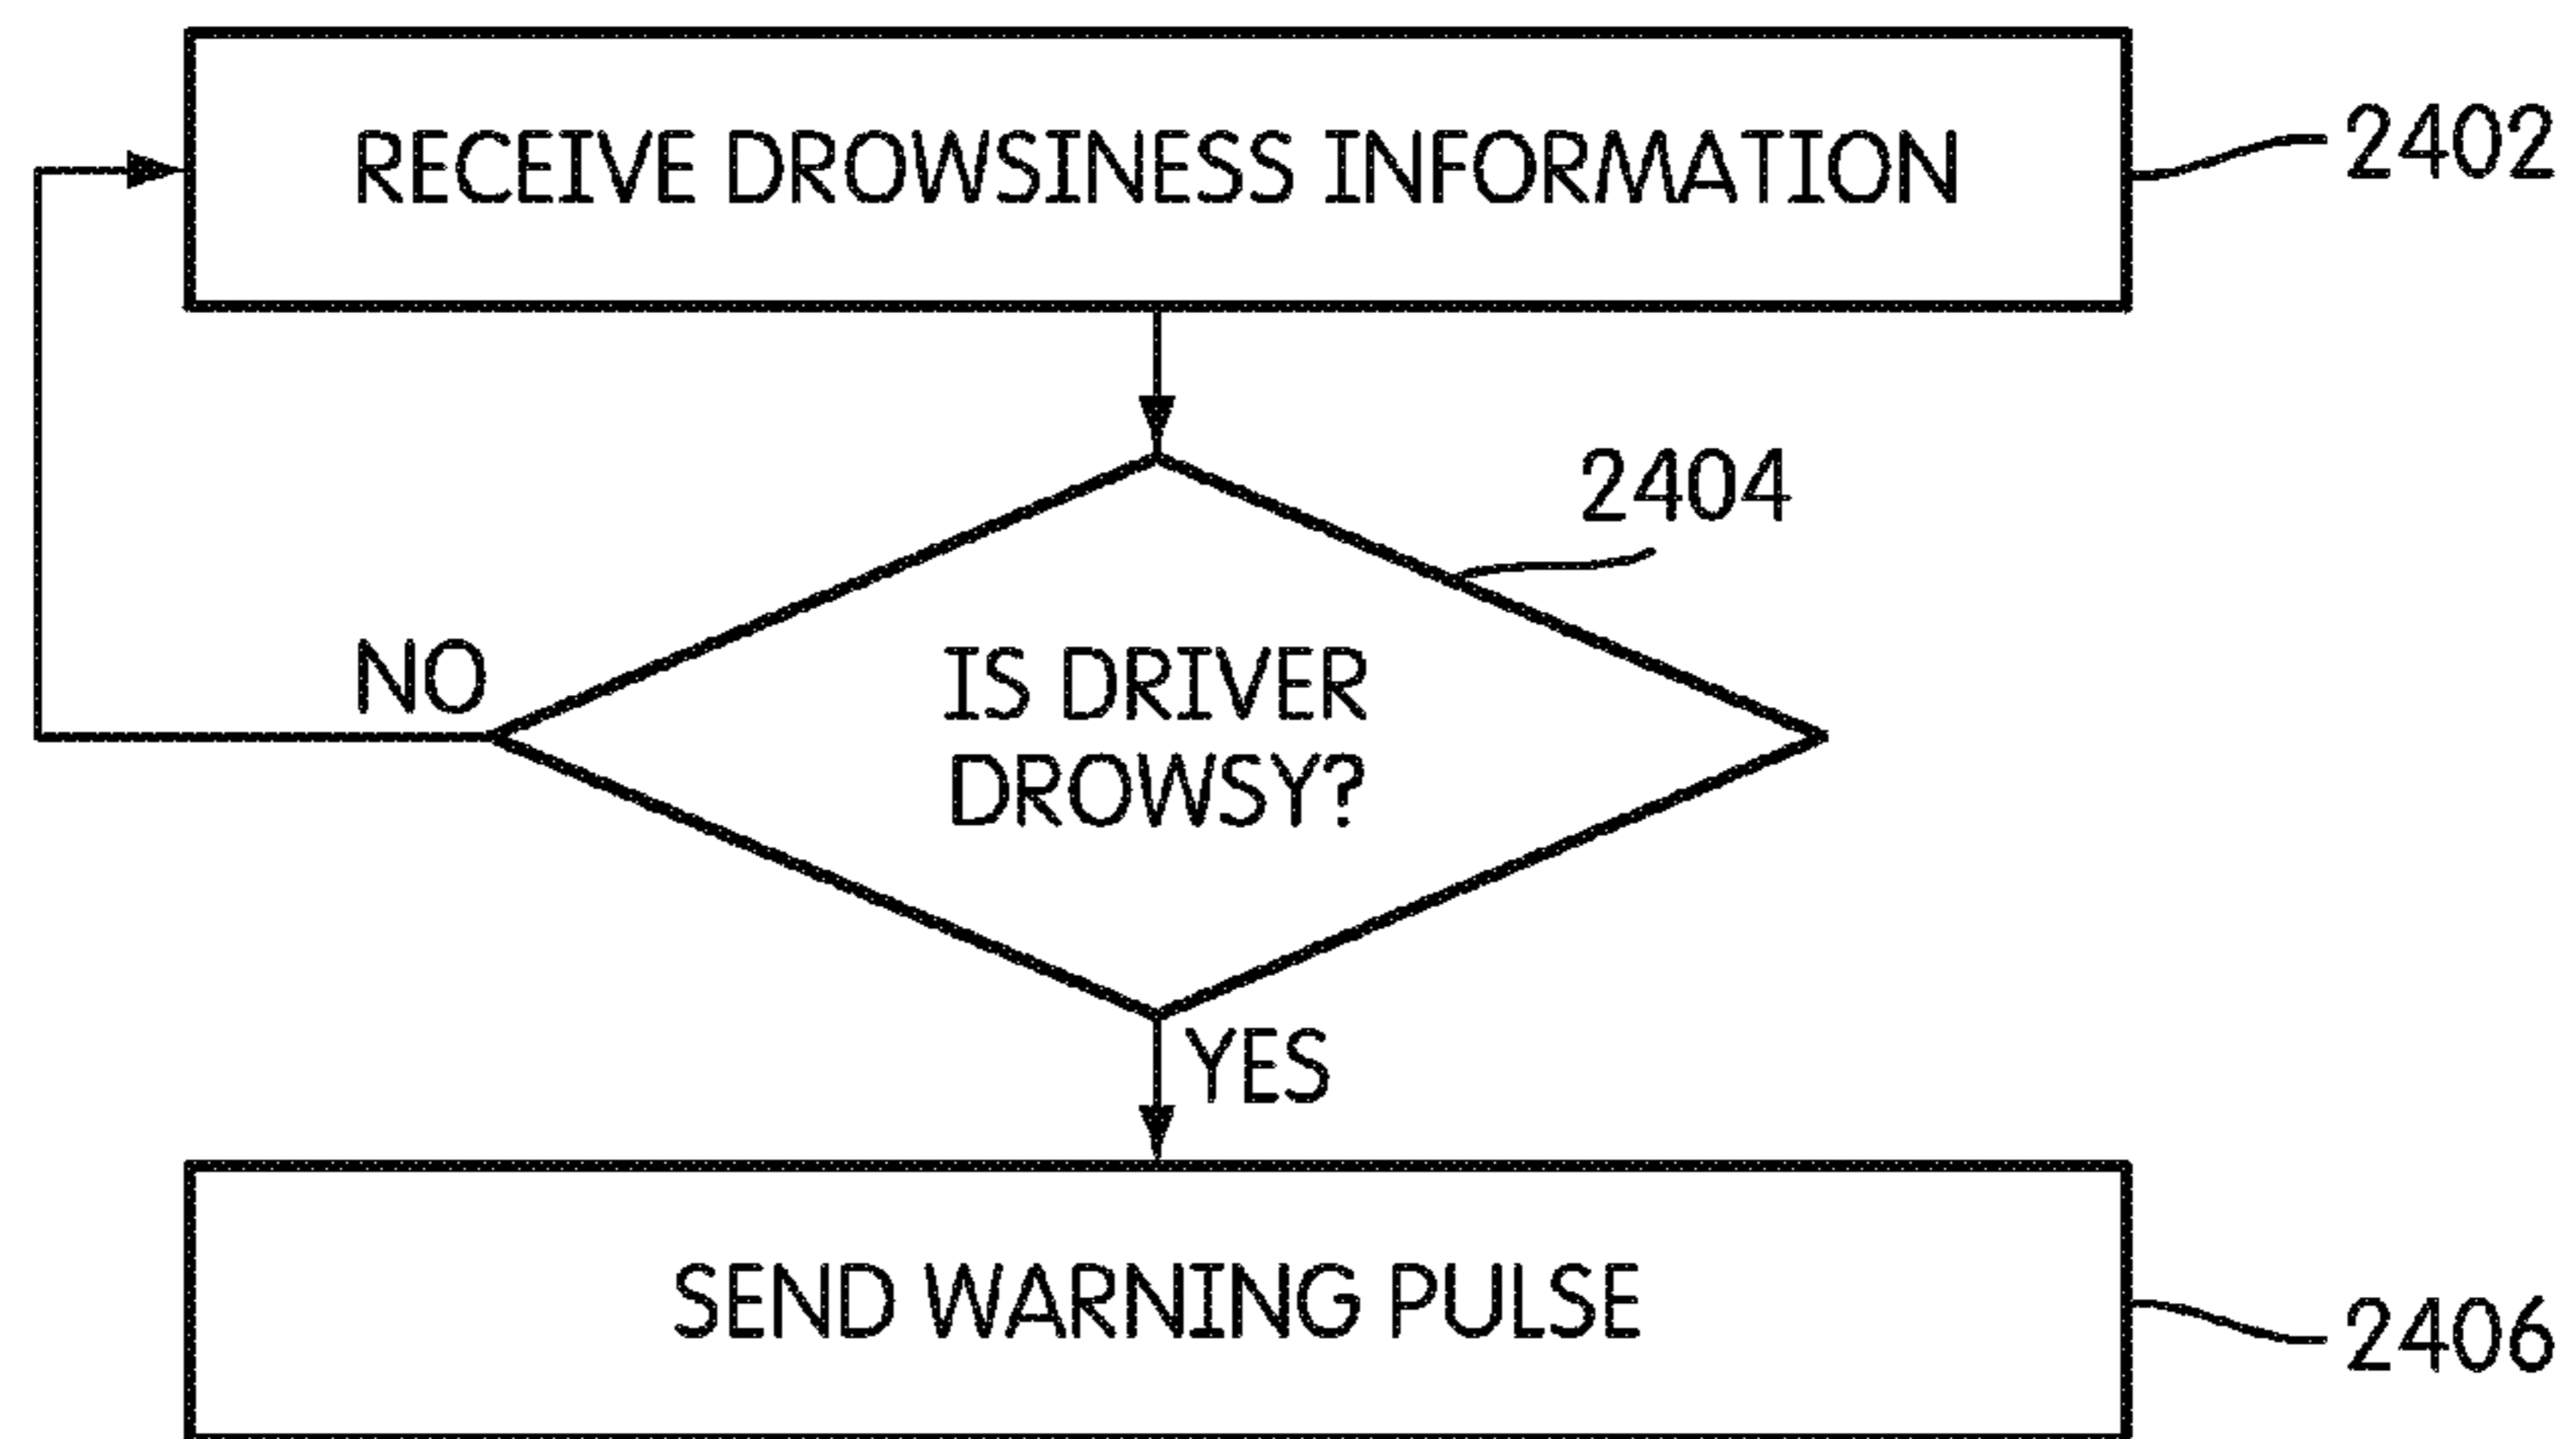 RECEIVE DROWSINESS INFORMATION
2402
2404
NO
IS DRIVER
DROWSY?
YES
SEND WARNING PULSE
2406